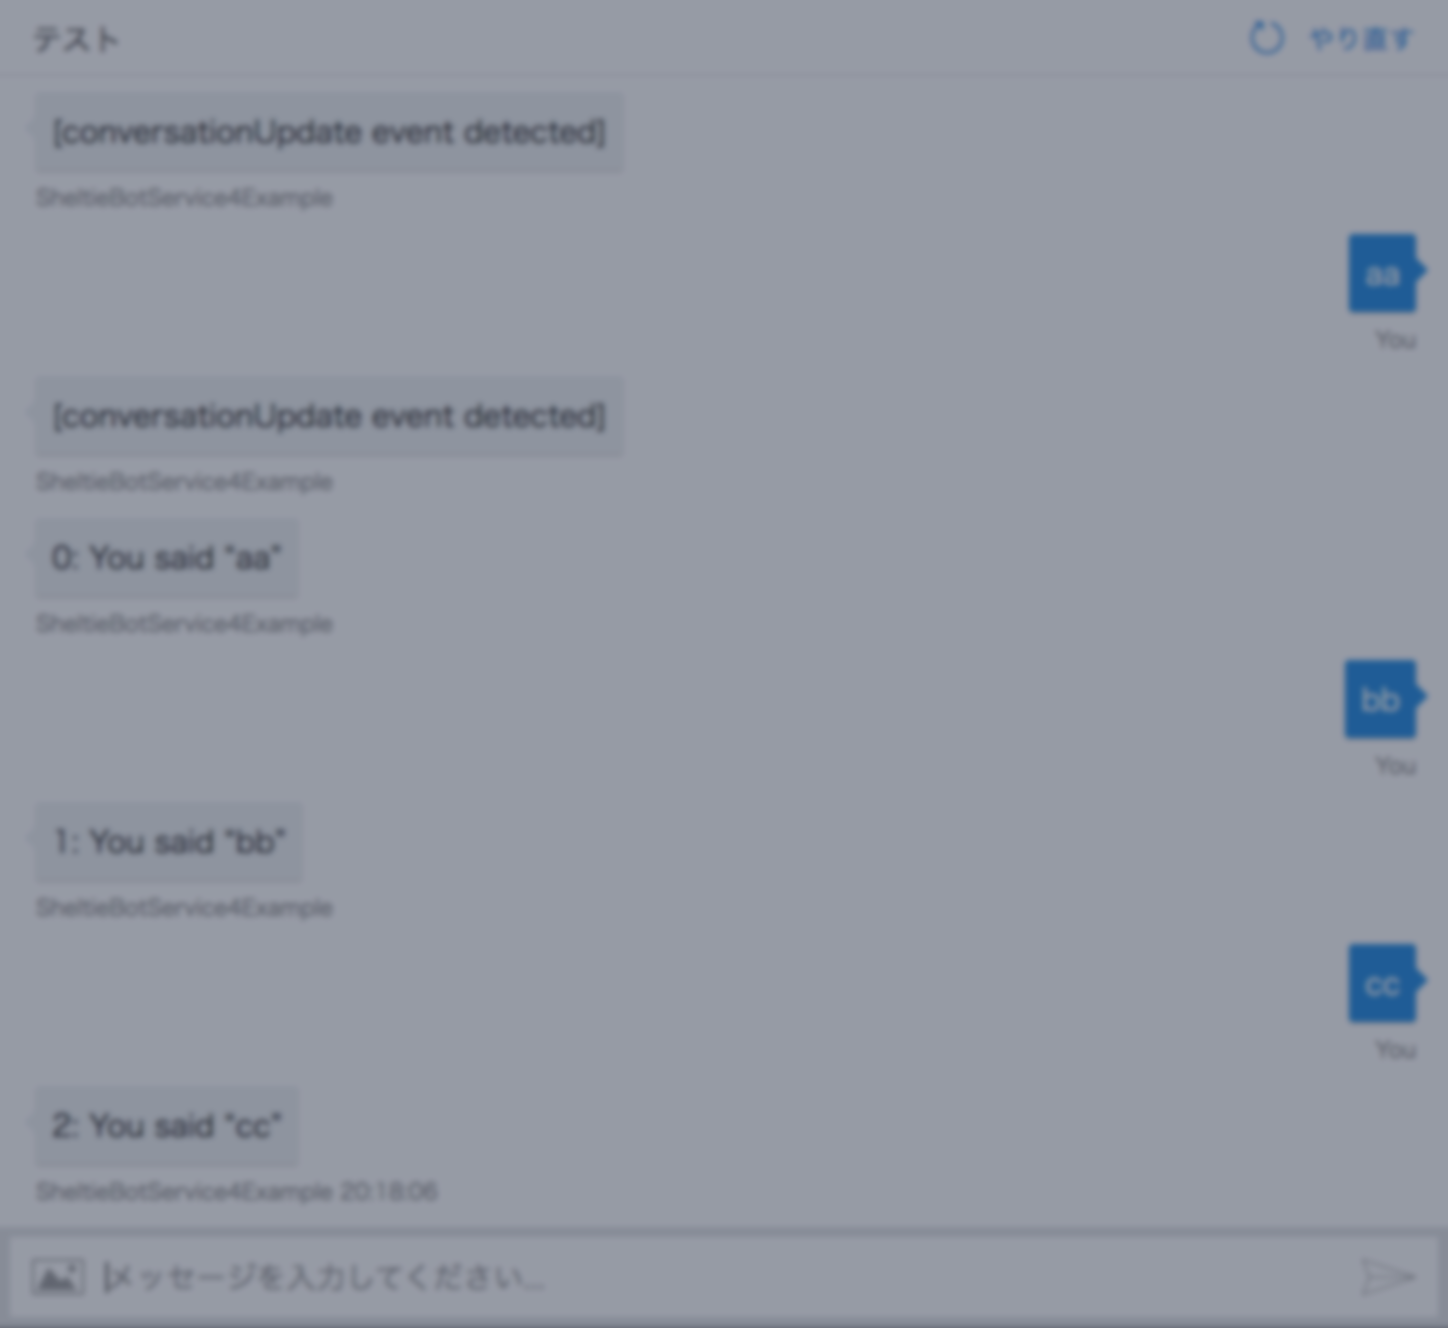 テスト
やり直す
[conversationUpdate event detected]
SheltieBotService4Example
aa
You
[conversationUpdate event detected]
SheltieBotService4Example
0: You said "aa"
SheltieBotService4Example
bb
You
1: You said "bb"
SheltieBotService4Example
cc
You
2: You said "cc"
SheltieBotService4Example 20:18:06
メッセージを入力してください...